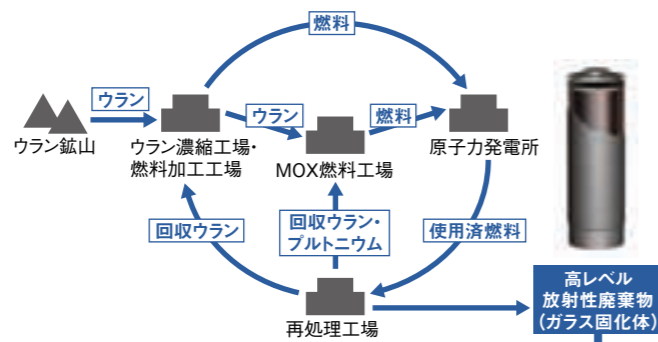 燃料
ウラン
ウラン
燃料
ウラン鉱山
ウラン濃縮工場・
燃料加工工場
MOX燃料工場
原子力発電所
回収ウラン
回収ウラン・
プルトニウム
使用済燃料
再処理工場
高レベル
放射性廃棄物
(ガラス固化体)